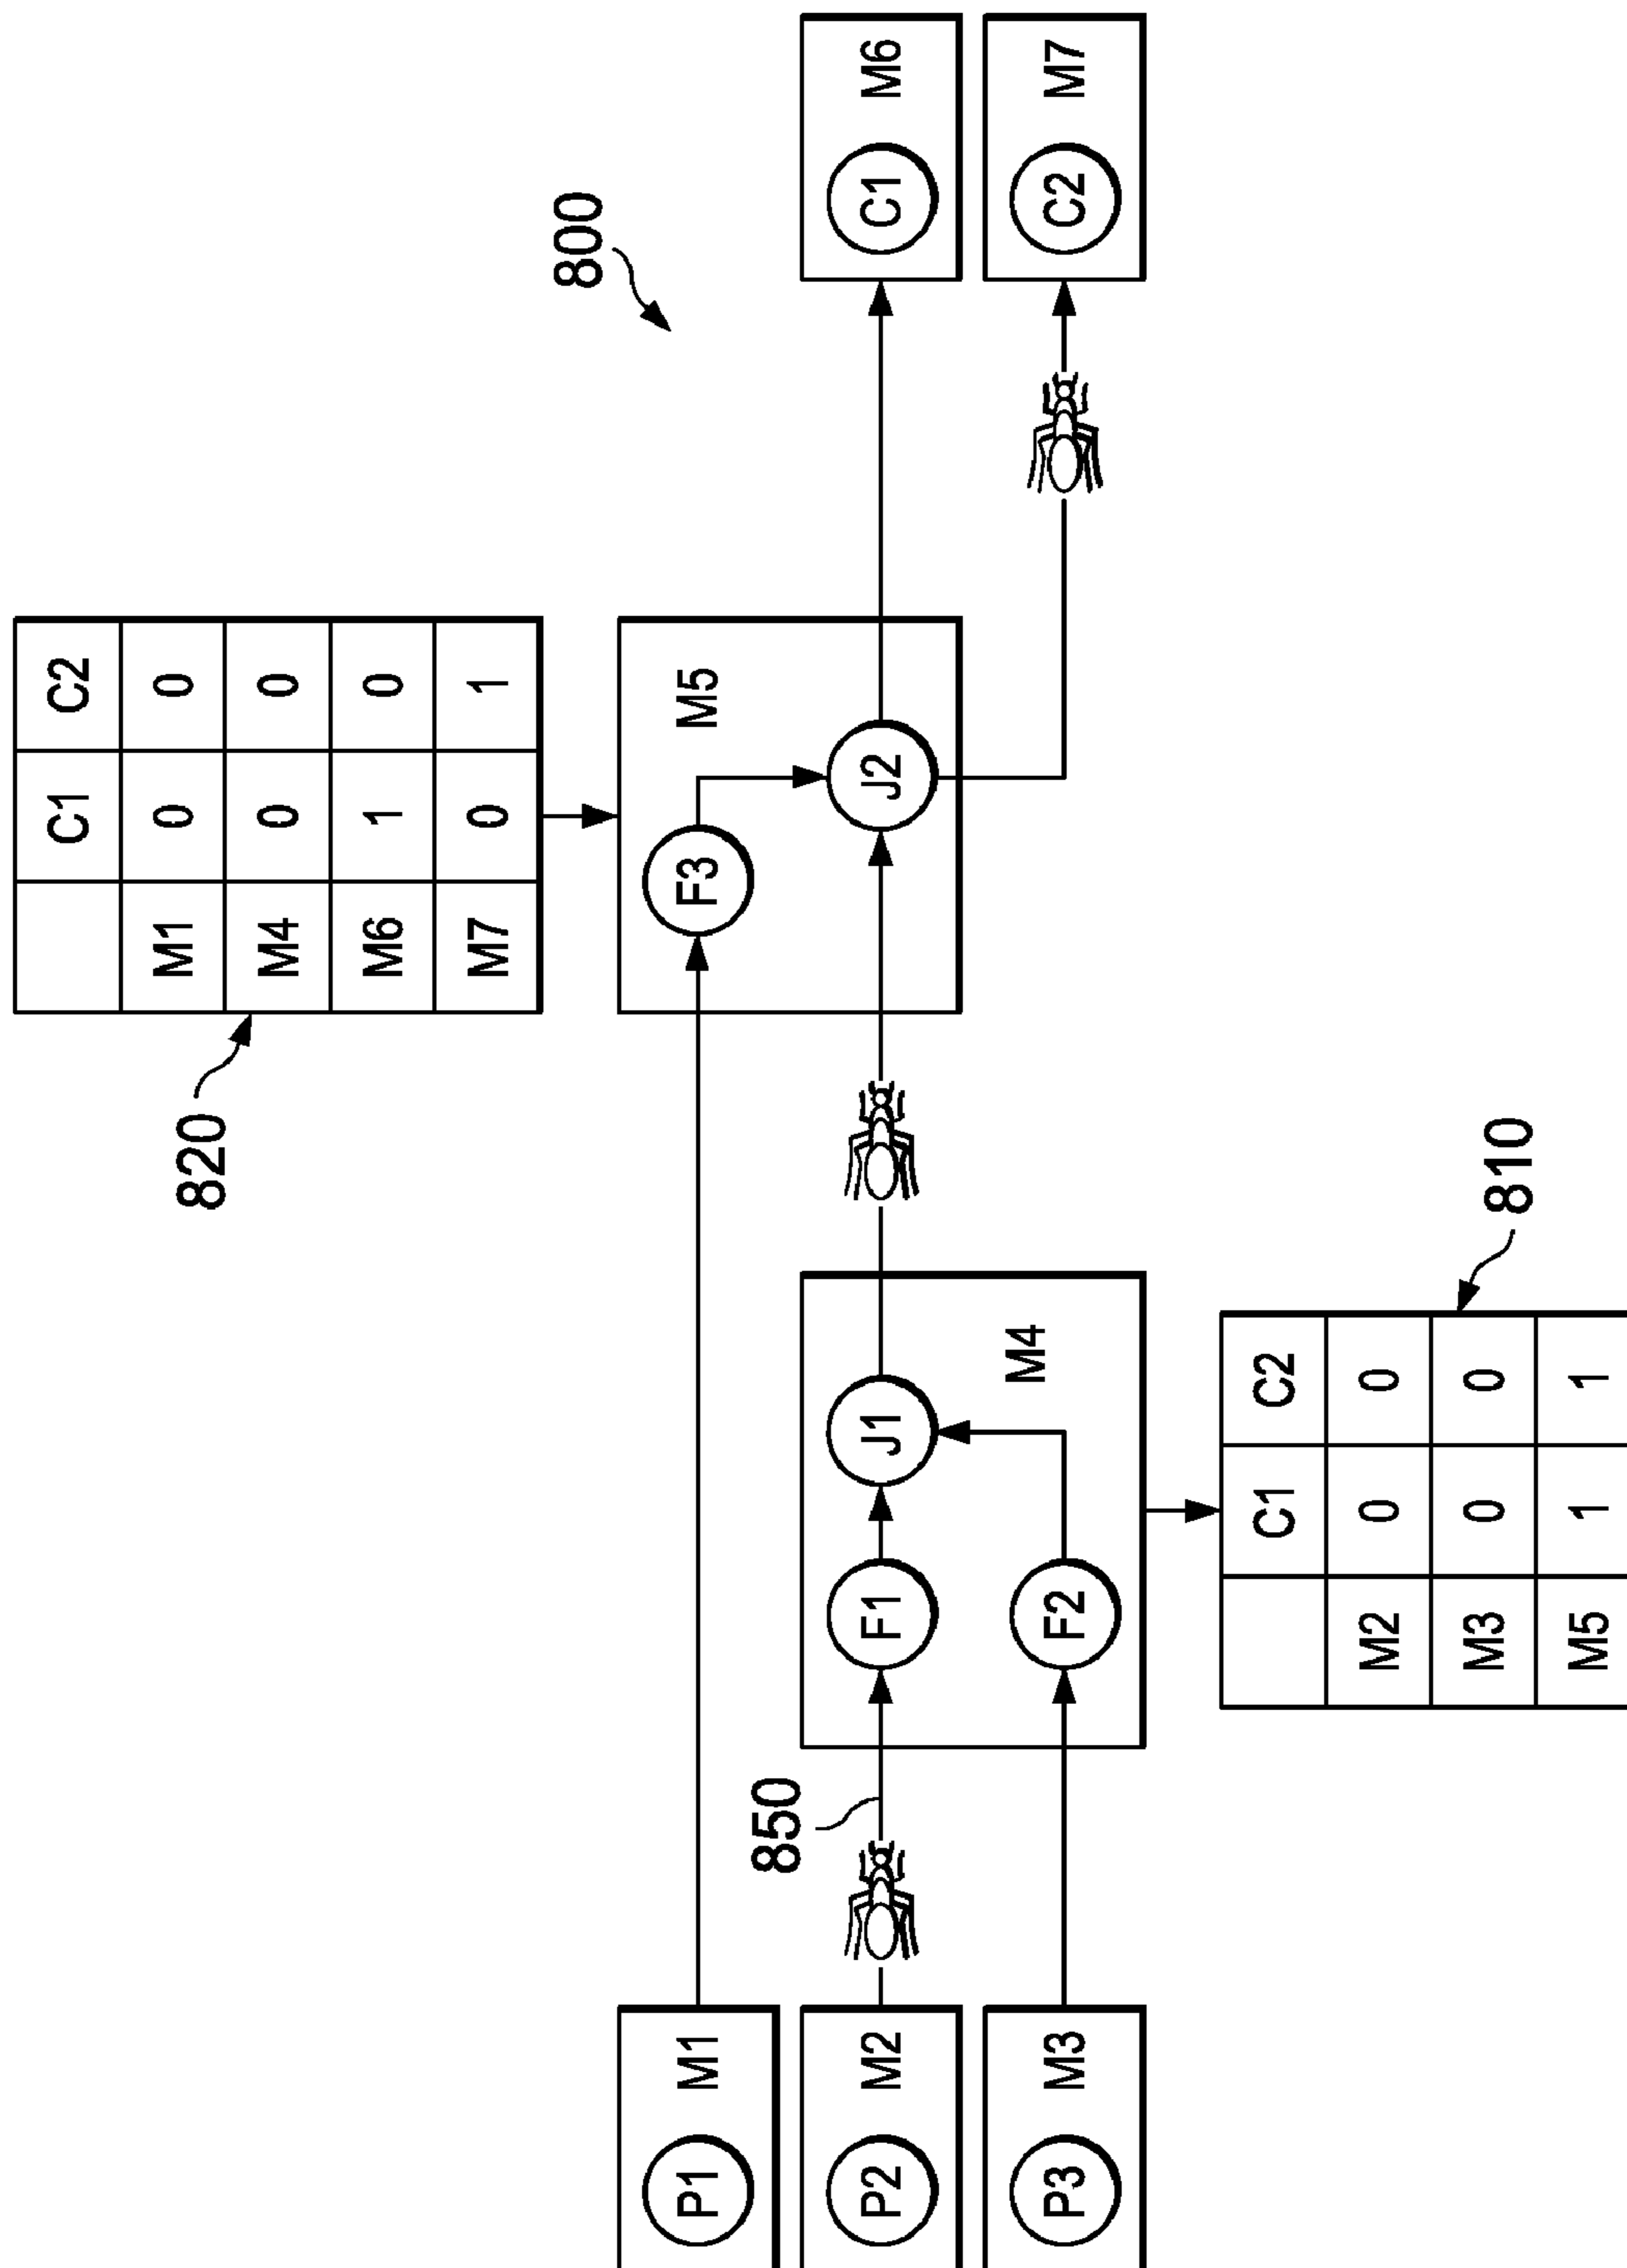 820
C1 C2
M1 0 0
M4 0 0
M6 1 0
M7 0 1
800
P1 M1
F3 M5
P2 M2
850
F1 J1
J2
C1 M6
P3 M3
F2 M4
C2 M7
C1 C2
M2 0 0
M3 0 0
M5 1 1
810